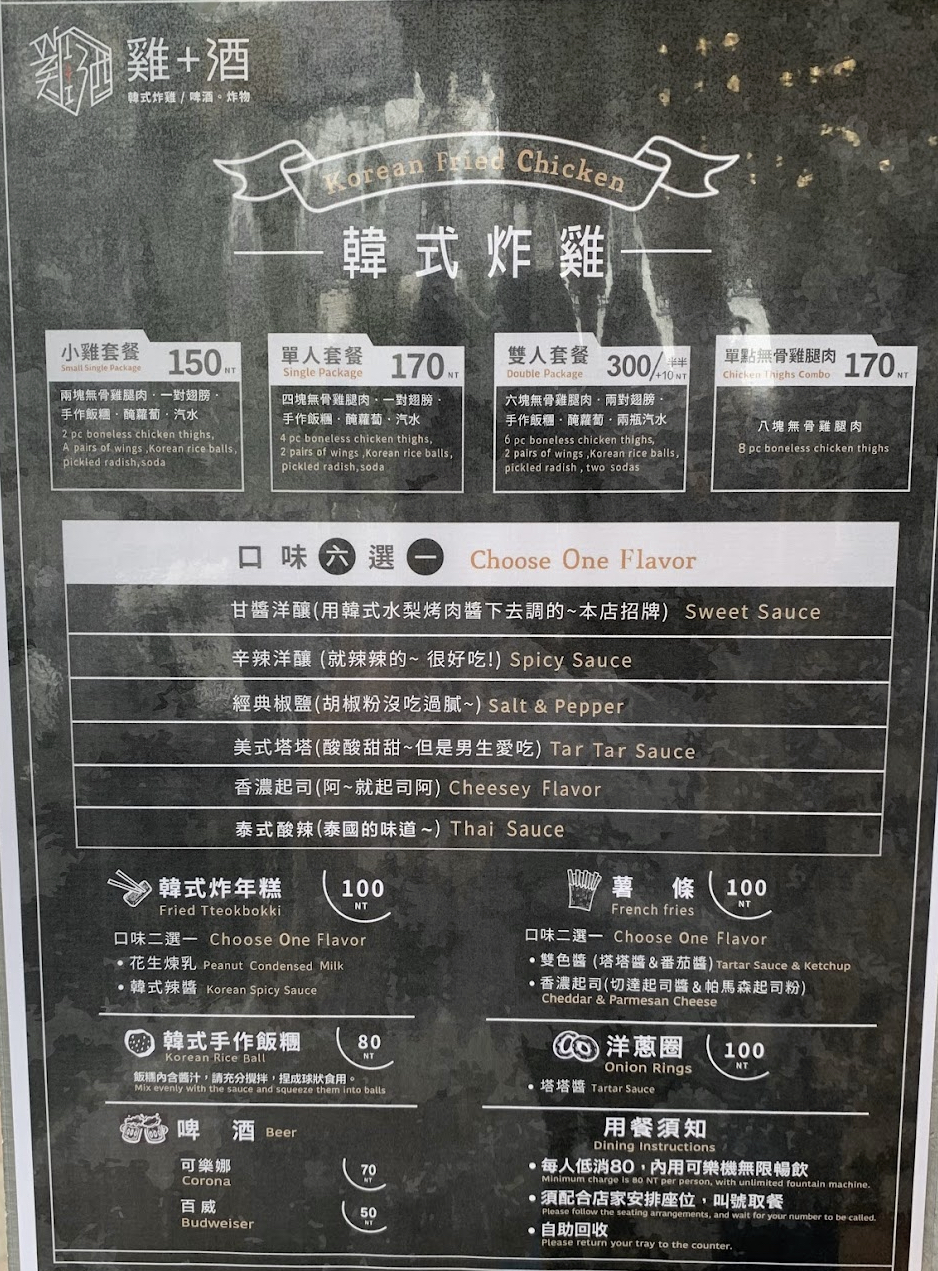 雞+酒
韓式炸雞 / 啤酒。炸物
Korean Fried Chicken
韓式炸雞
小雞套餐 150 NT
Small Single Package
兩塊無骨雞腿肉・一對翅膀・
手作飯糰・醃蘿蔔・汽水
2 pc boneless chicken thighs,
A pairs of wings ,Korean rice balls,
pickled radish,soda
單人套餐 170 NT
Single Package
四塊無骨雞腿肉・一對翅膀・
手作飯糰・醃蘿蔔・汽水
4 pc boneless chicken thighs,
2 pairs of wings ,Korean rice balls,
pickled radish,soda
雙人套餐 300/半半+10 NT
Double Package
六塊無骨雞腿肉・兩對翅膀・
手作飯糰・醃蘿蔔・兩瓶汽水
6 pc boneless chicken thighs,
2 pairs of wings ,Korean rice balls,
pickled radish , two sodas
單點無骨雞腿肉 170 NT
Chicken Thighs Combo
八塊無骨雞腿肉
8 pc boneless chicken thighs
口味六選一 Choose One Flavor
甘醬洋釀(用韓式水梨烤肉醬下去調的~本店招牌) Sweet Sauce
辛辣洋釀 (就辣辣的~ 很好吃!) Spicy Sauce
經典椒鹽(胡椒粉沒吃過膩~) Salt & Pepper
美式塔塔(酸酸甜甜~但是男生愛吃) Tar Tar Sauce
香濃起司(阿~就起司阿) Cheesey Flavor
泰式酸辣(泰國的味道~) Thai Sauce
韓式炸年糕 100 NT
Fried Tteokbokki
口味二選一 Choose One Flavor
• 花生煉乳 Peanut Condensed Milk
• 韓式辣醬 Korean Spicy Sauce
薯 條 100 NT
French fries
口味二選一 Choose One Flavor
• 雙色醬 (塔塔醬&番茄醬) Tartar Sauce & Ketchup
• 香濃起司(切達起司醬&帕馬森起司粉)
Cheddar & Parmesan Cheese
韓式手作飯糰 80 NT
Korean Rice Ball
飯糰內含醬汁，請充分攪拌，捏成球狀食用。
Mix evenly with the sauce and squeeze them into balls
洋蔥圈 100 NT
Onion Rings
• 塔塔醬 Tartar Sauce
啤 酒 Beer
可樂娜 70 NT
Corona
百威 50 NT
Budweiser
用餐須知
Dining Instructions
• 每人低消80，內用可樂機無限暢飲
Minimum charge is 80 NT per person, with unlimited fountain machine.
• 須配合店家安排座位，叫號取餐
Please follow the seating arrangements, and wait for your number to be called.
• 自助回收
Please return your tray to the counter.